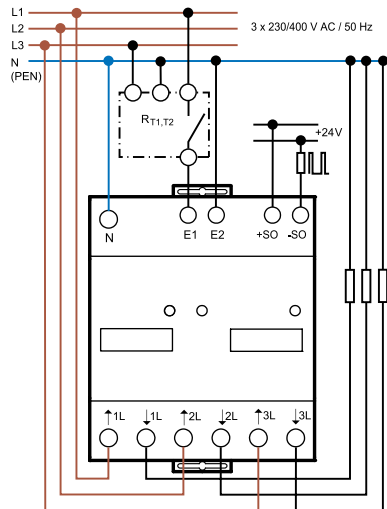 L1
L2
L3
N
(PEN)
3 x 230/400 V AC / 50 Hz
RT1,T2
+24V
N E1 E2 +SO -SO
↑1L ↓1L ↑2L ↓2L ↑3L ↓3L